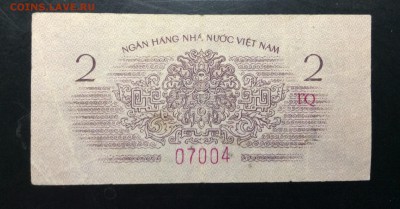 COINS.LAVE.RU
NGÂN HÀNG NHÀ NƯỚC VIỆT NAM
2 2
TQ
07004